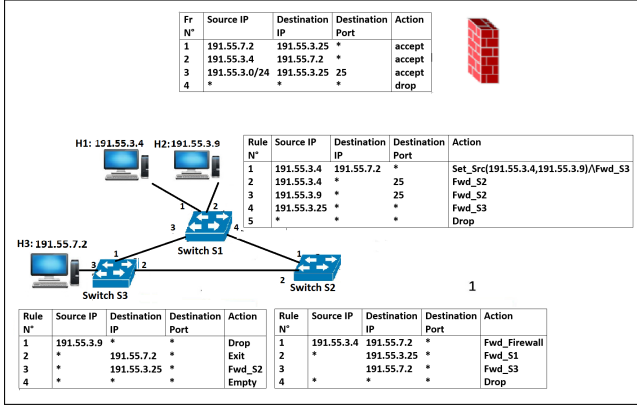 Fr N° Source IP Destination IP Destination Port Action
1 191.55.7.2 191.55.3.25 * accept
2 191.55.3.4 191.55.7.2 * accept
3 191.55.3.0/24 191.55.3.25 25 accept
4 * * * drop
H1: 191.55.3.4 H2:191.55.3.9
Rule N° Source IP Destination IP Destination Port Action
1 191.55.3.4 191.55.7.2 * Set_Src(191.55.3.4,191.55.3.9)/\Fwd_S3
2 191.55.3.4 * 25 Fwd_S2
3 191.55.3.9 * 25 Fwd_S2
4 191.55.3.25 * * Fwd_S3
5 * * * Drop
1 2
3 4
Switch S1
H3: 191.55.7.2
1
3 2
Switch S3
1
2
Switch S2
1
Rule N° Source IP Destination IP Destination Port Action
1 191.55.3.9 * * Drop
2 * 191.55.7.2 * Exit
3 * 191.55.3.25 * Fwd_S2
4 * * * Empty
Rule N° Source IP Destination IP Destination Port Action
1 191.55.3.4 191.55.7.2 * Fwd_Firewall
2 * 191.55.3.25 * Fwd_S1
3 191.55.7.2 * Fwd_S3
4 * * * Drop